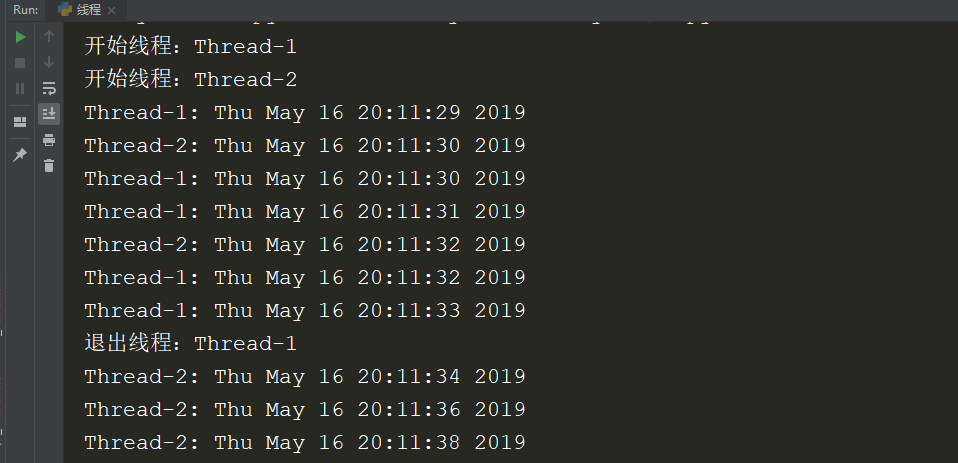 Run: 线程
开始线程：Thread-1
开始线程：Thread-2
Thread-1: Thu May 16 20:11:29 2019
Thread-2: Thu May 16 20:11:30 2019
Thread-1: Thu May 16 20:11:30 2019
Thread-1: Thu May 16 20:11:31 2019
Thread-2: Thu May 16 20:11:32 2019
Thread-1: Thu May 16 20:11:32 2019
Thread-1: Thu May 16 20:11:33 2019
退出线程：Thread-1
Thread-2: Thu May 16 20:11:34 2019
Thread-2: Thu May 16 20:11:36 2019
Thread-2: Thu May 16 20:11:38 2019